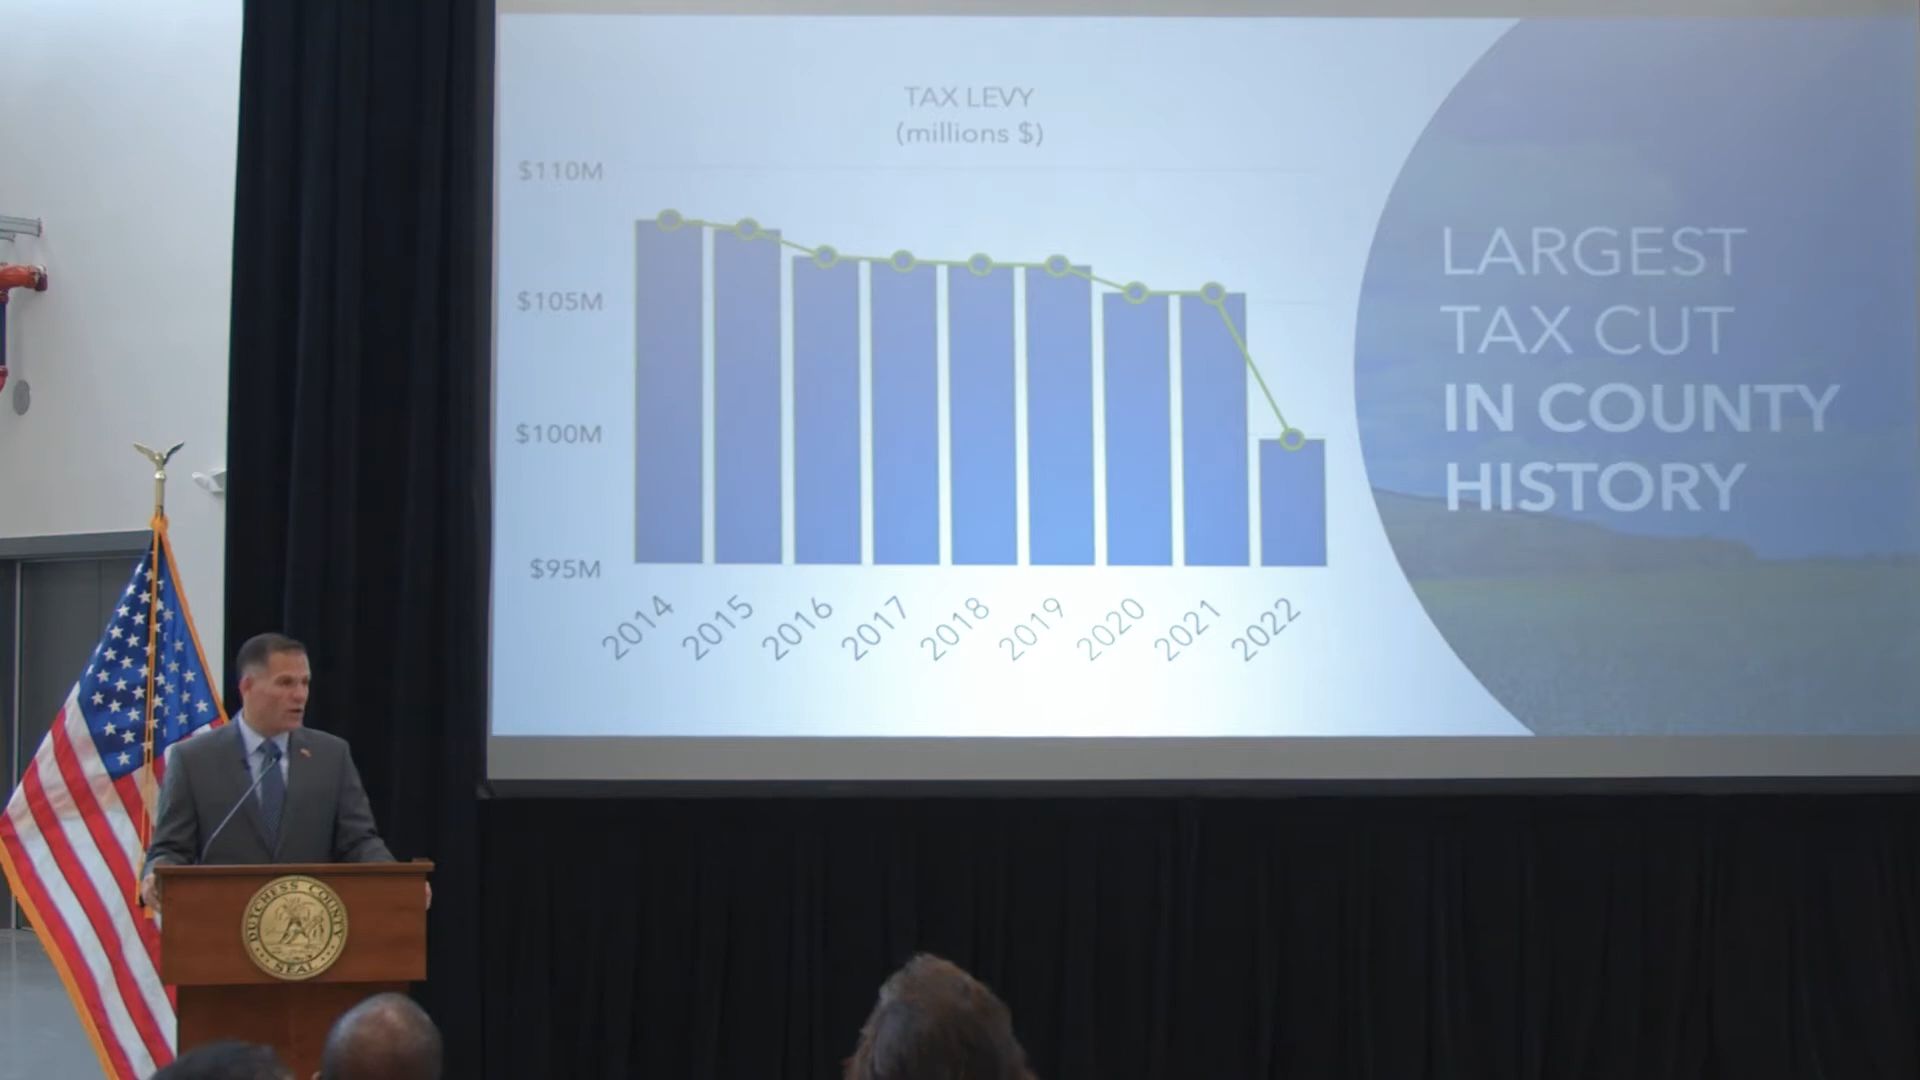 TAX LEVY
(millions $)
$110M
$105M
$100M
$95M
2014
2015
2016
2017
2018
2019
2020
2021
2022
LARGEST
TAX CUT
IN COUNTY
HISTORY
DUTCHESS COUNTY
SEAL